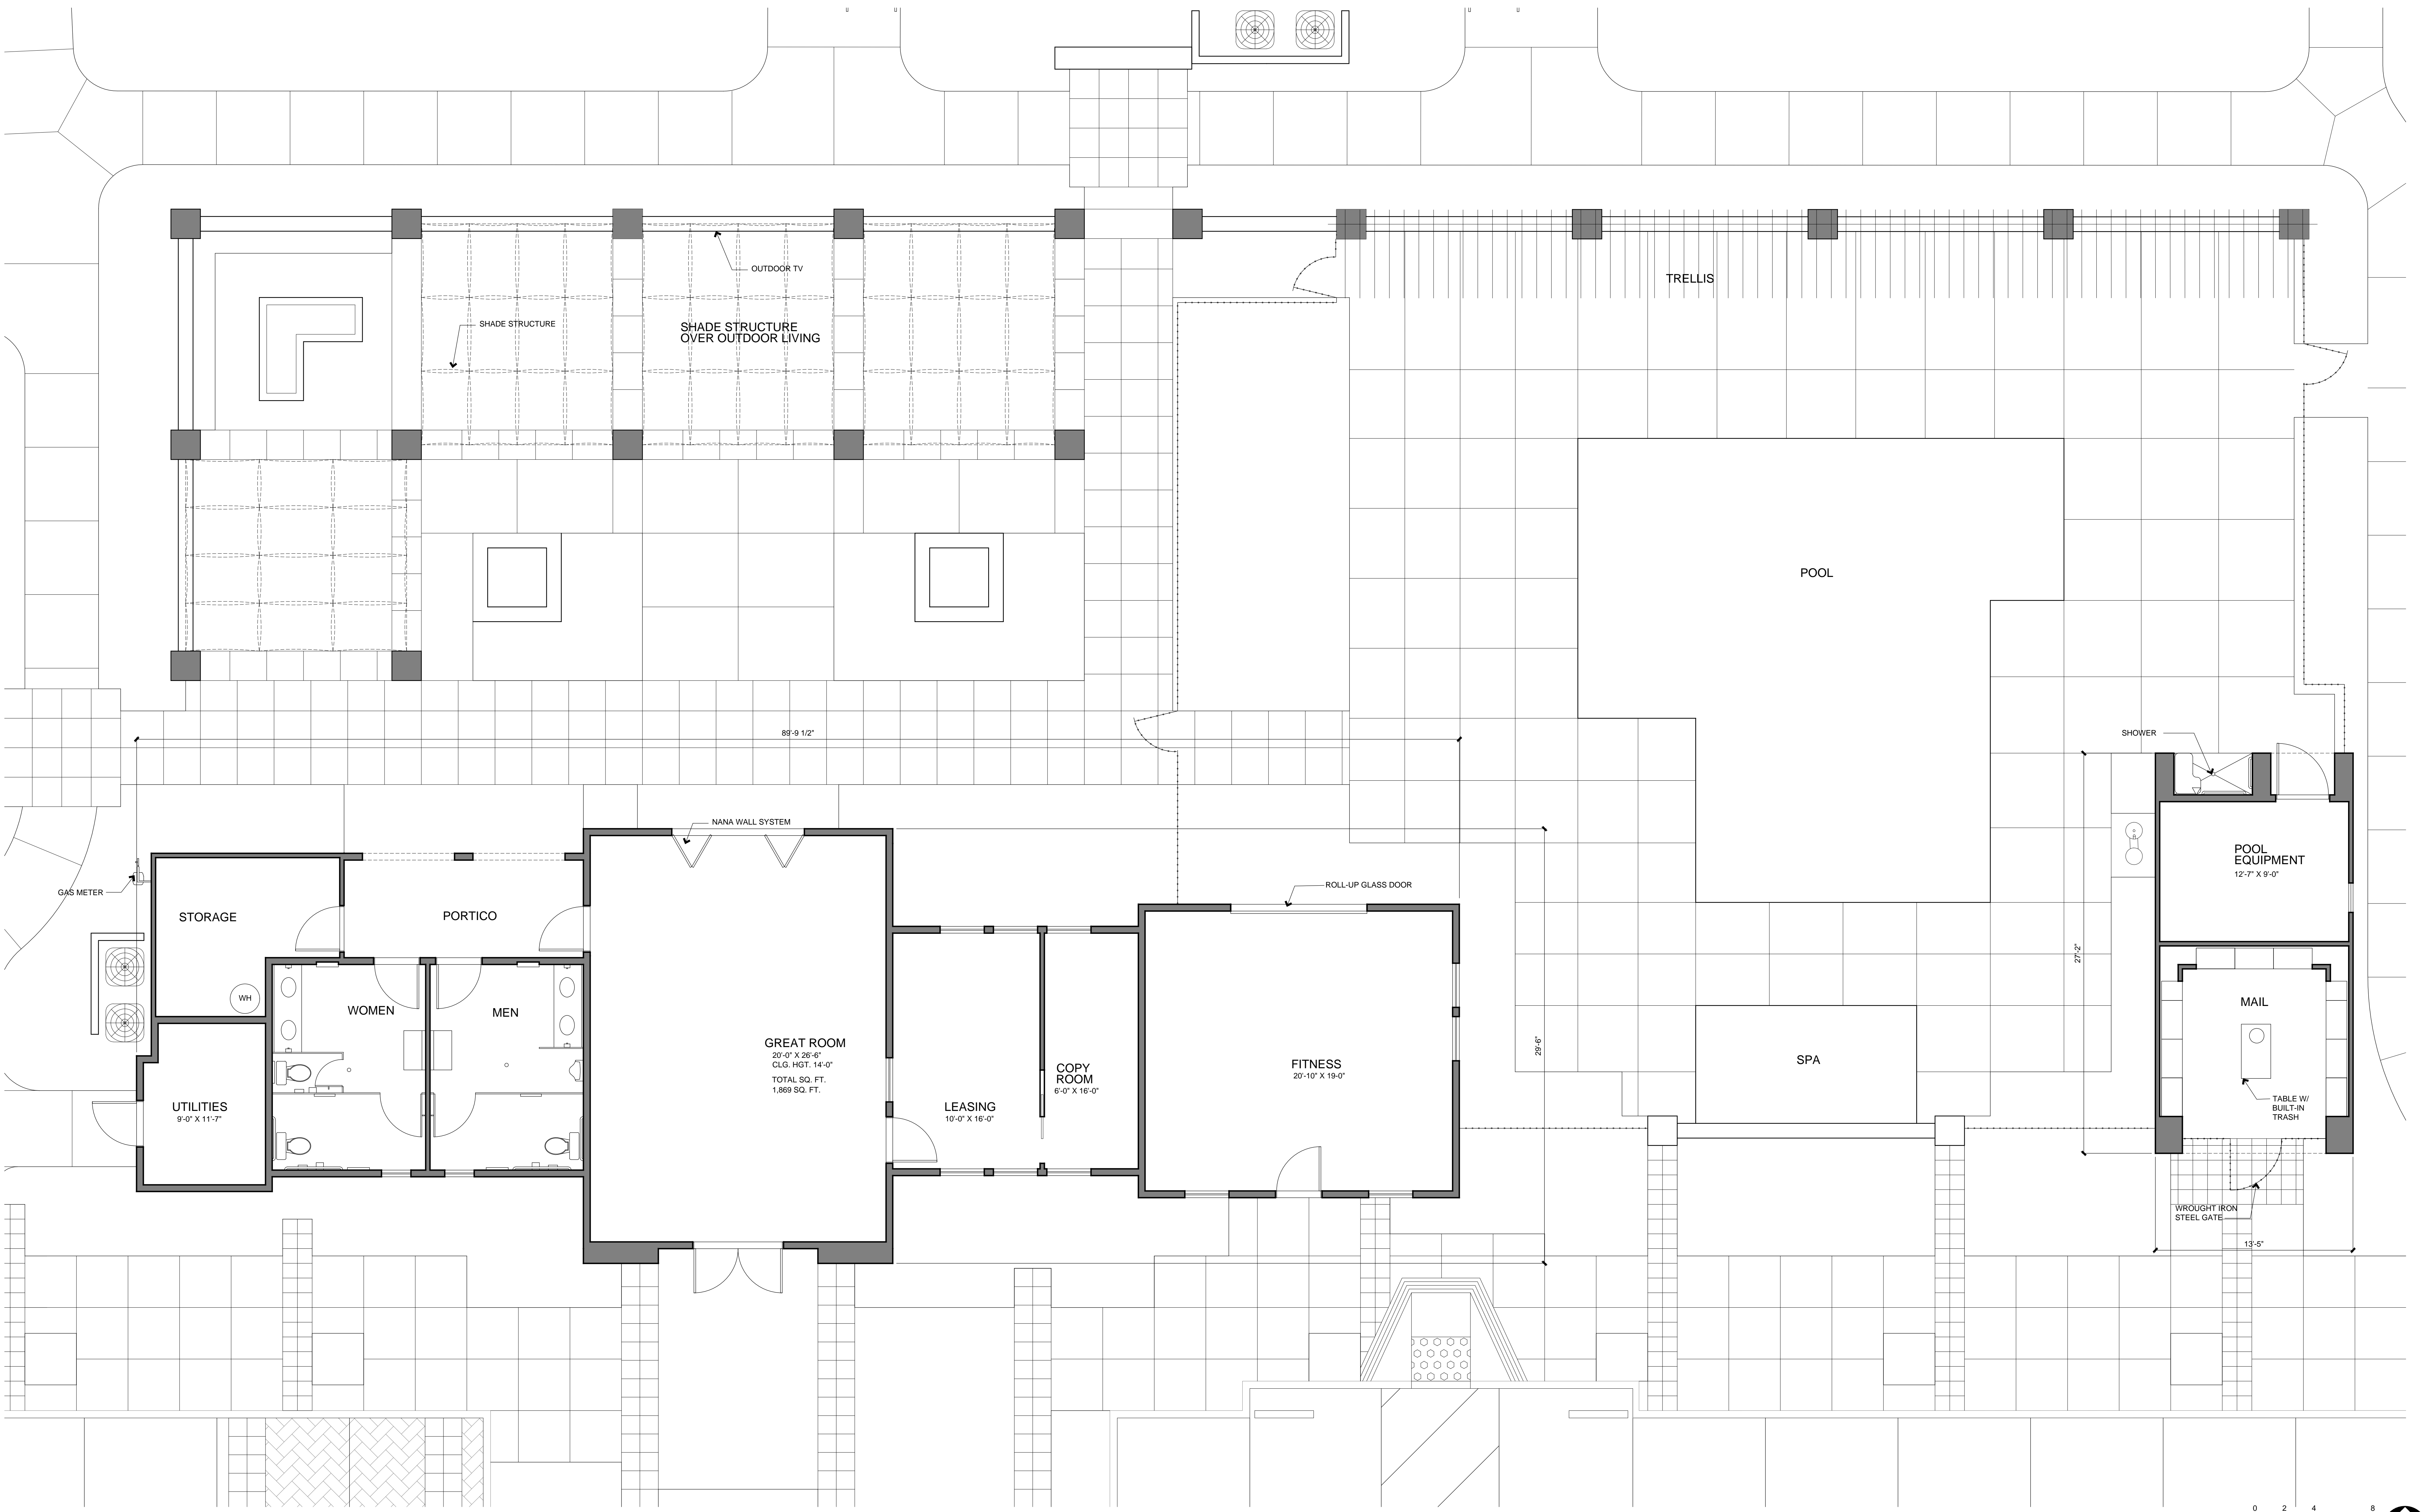 OUTDOOR TV
TRELLIS
SHADE STRUCTURE
SHADE STRUCTURE
OVER OUTDOOR LIVING
POOL
89'-9 1/2"
SHOWER
NANA WALL SYSTEM
GAS METER
STORAGE
PORTICO
ROLL-UP GLASS DOOR
POOL
EQUIPMENT
12'-7" X 9'-0"
27'-2"
WH
WOMEN
MEN
GREAT ROOM
20'-0" X 26'-6"
CLG. HGT. 14'-0"
TOTAL SQ. FT.
1,869 SQ. FT.
COPY
ROOM
6'-0" X 16'-0"
FITNESS
20'-10" X 19-0"
29'-6"
SPA
MAIL
TABLE W/
BUILT-IN
TRASH
UTILITIES
9'-0" X 11'-7"
LEASING
10'-0" X 16'-0"
WROUGHT IRON
STEEL GATE
13'-5"
0 2 4 8